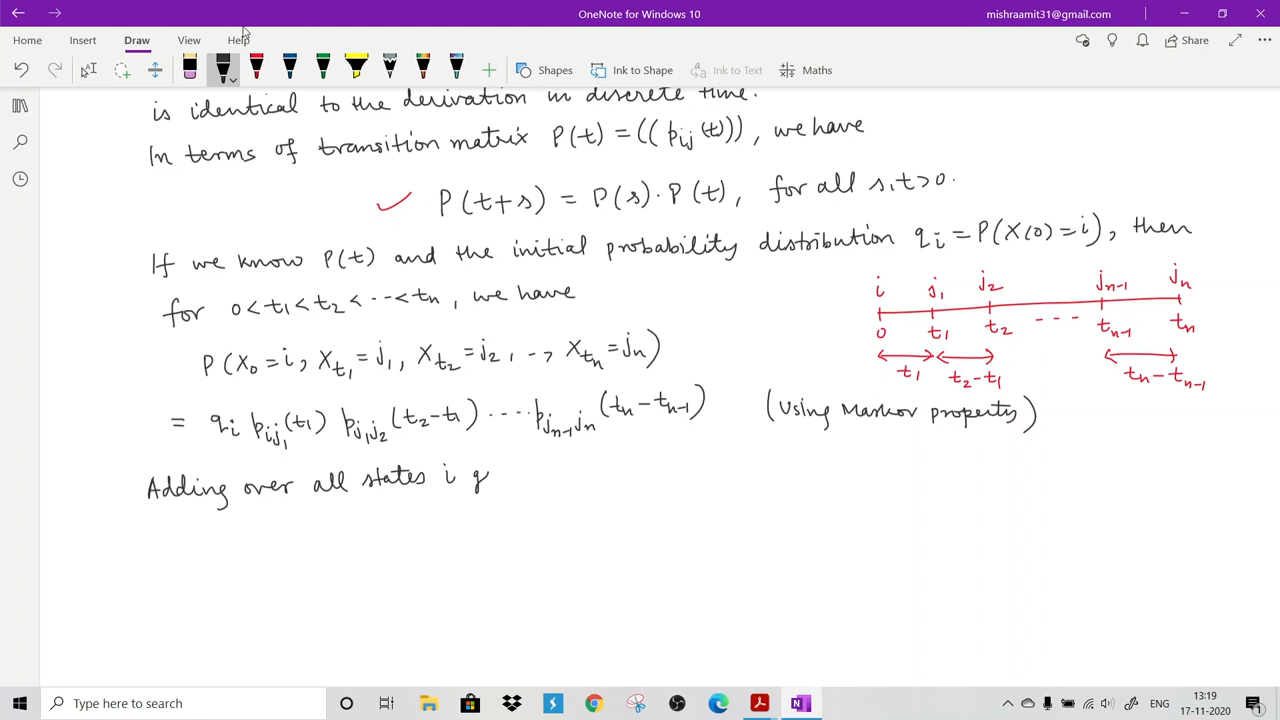 OneNote for Windows 10
mishraamit31@gmail.com
Home Insert Draw View Help
Share
Shapes Ink to Shape Ink to Text Maths
is identical to the derivation in discrete time.
In terms of transition matrix P(t) = ((pij(t))), we have
P(t+s) = P(s)·P(t), for all s,t>0.
If we know P(t) and the initial probability distribution qi = P(X(0) = i), then
for 0<t1<t2<--<tn, we have
i j1 j2 jn-1 jn
0 t1 t2 --- tn-1 tn
t1 t2-t1 tn-tn-1
P(X0=i, Xt1=j1, Xt2=j2, --, Xtn=jn)
= qi pij1(t1) pj1j2(t2-t1) ---- pjn-1jn(tn-tn-1) (Using Markov property)
Adding over all states i g
Type here to search
ENG
13:19
17-11-2020
1